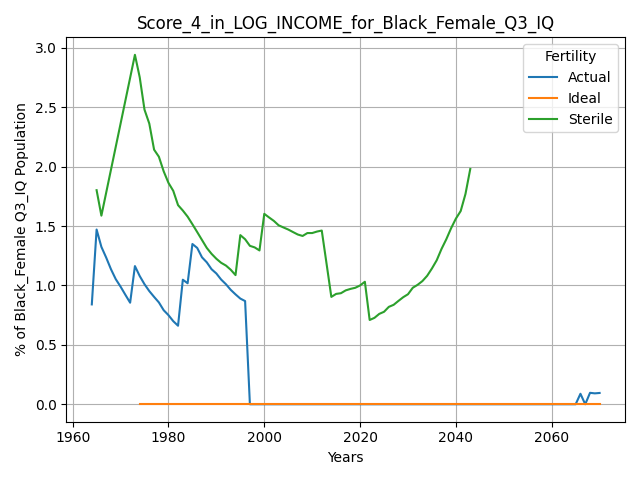 Score_4_in_LOG_INCOME_for_Black_Female_Q3_IQ
% of Black_Female Q3_IQ Population
3.0
2.5
2.0
1.5
1.0
0.5
0.0
Fertility
Actual
Ideal
Sterile
1960
1980
2000
2020
2040
2060
Years